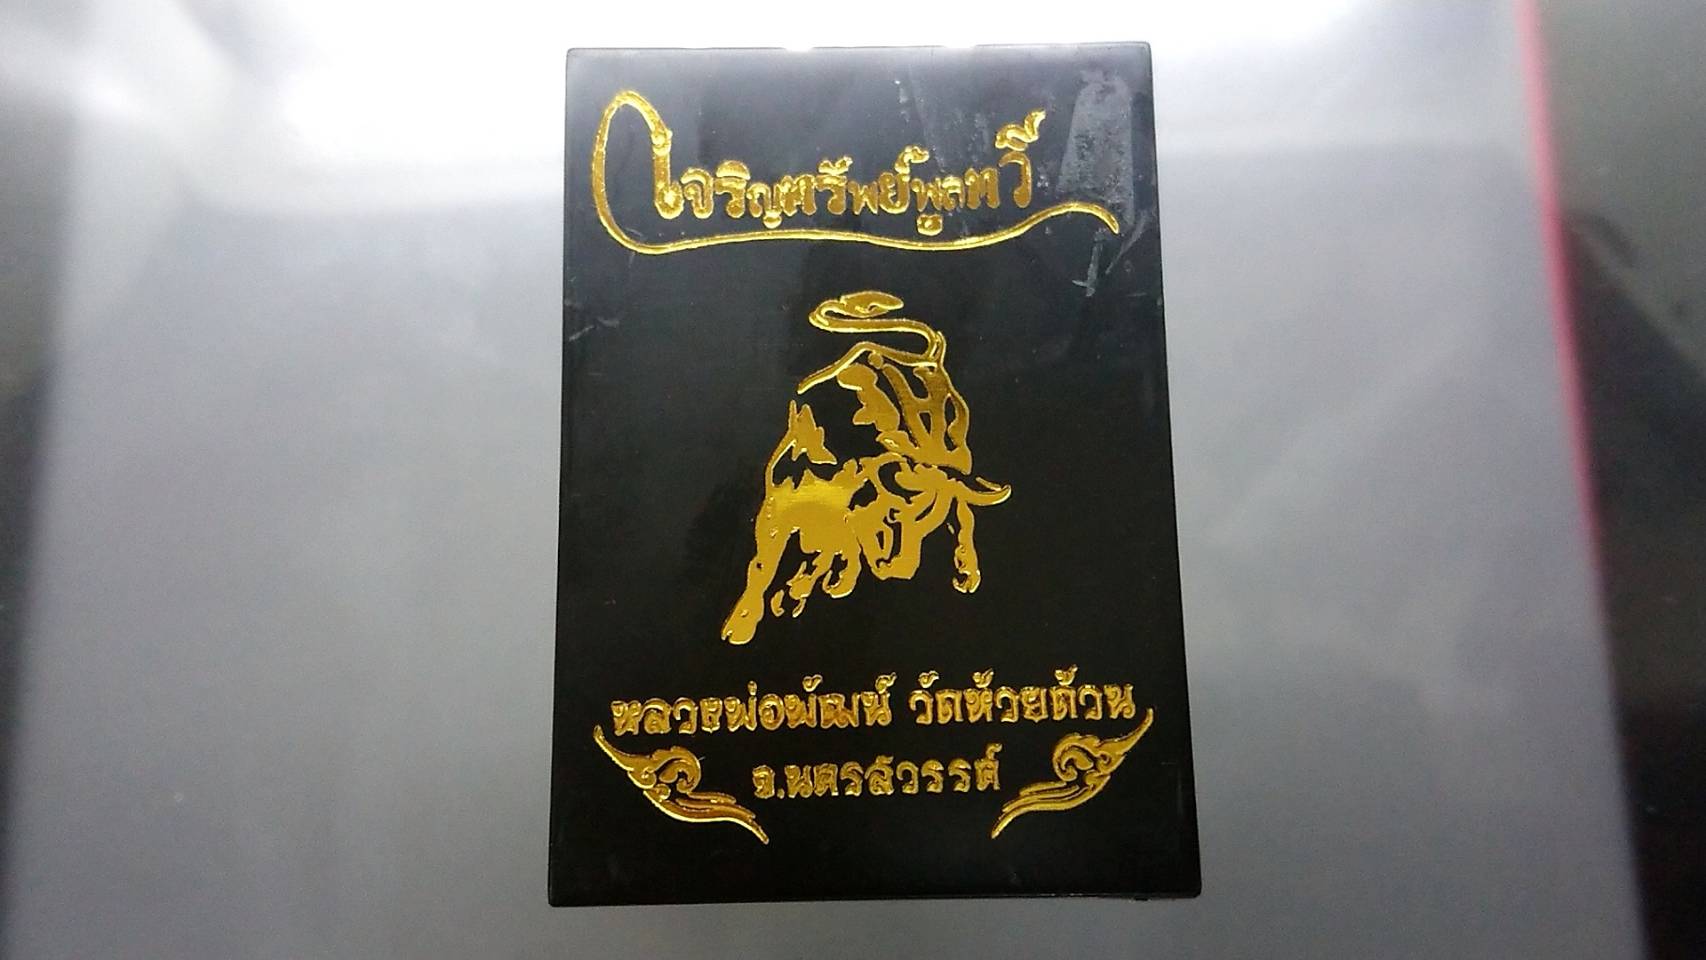 เจริญทรัพย์พูลทวี
หลวงพ่อพัฒน์ วัดห้วยด้วน
จ.นครสวรรค์